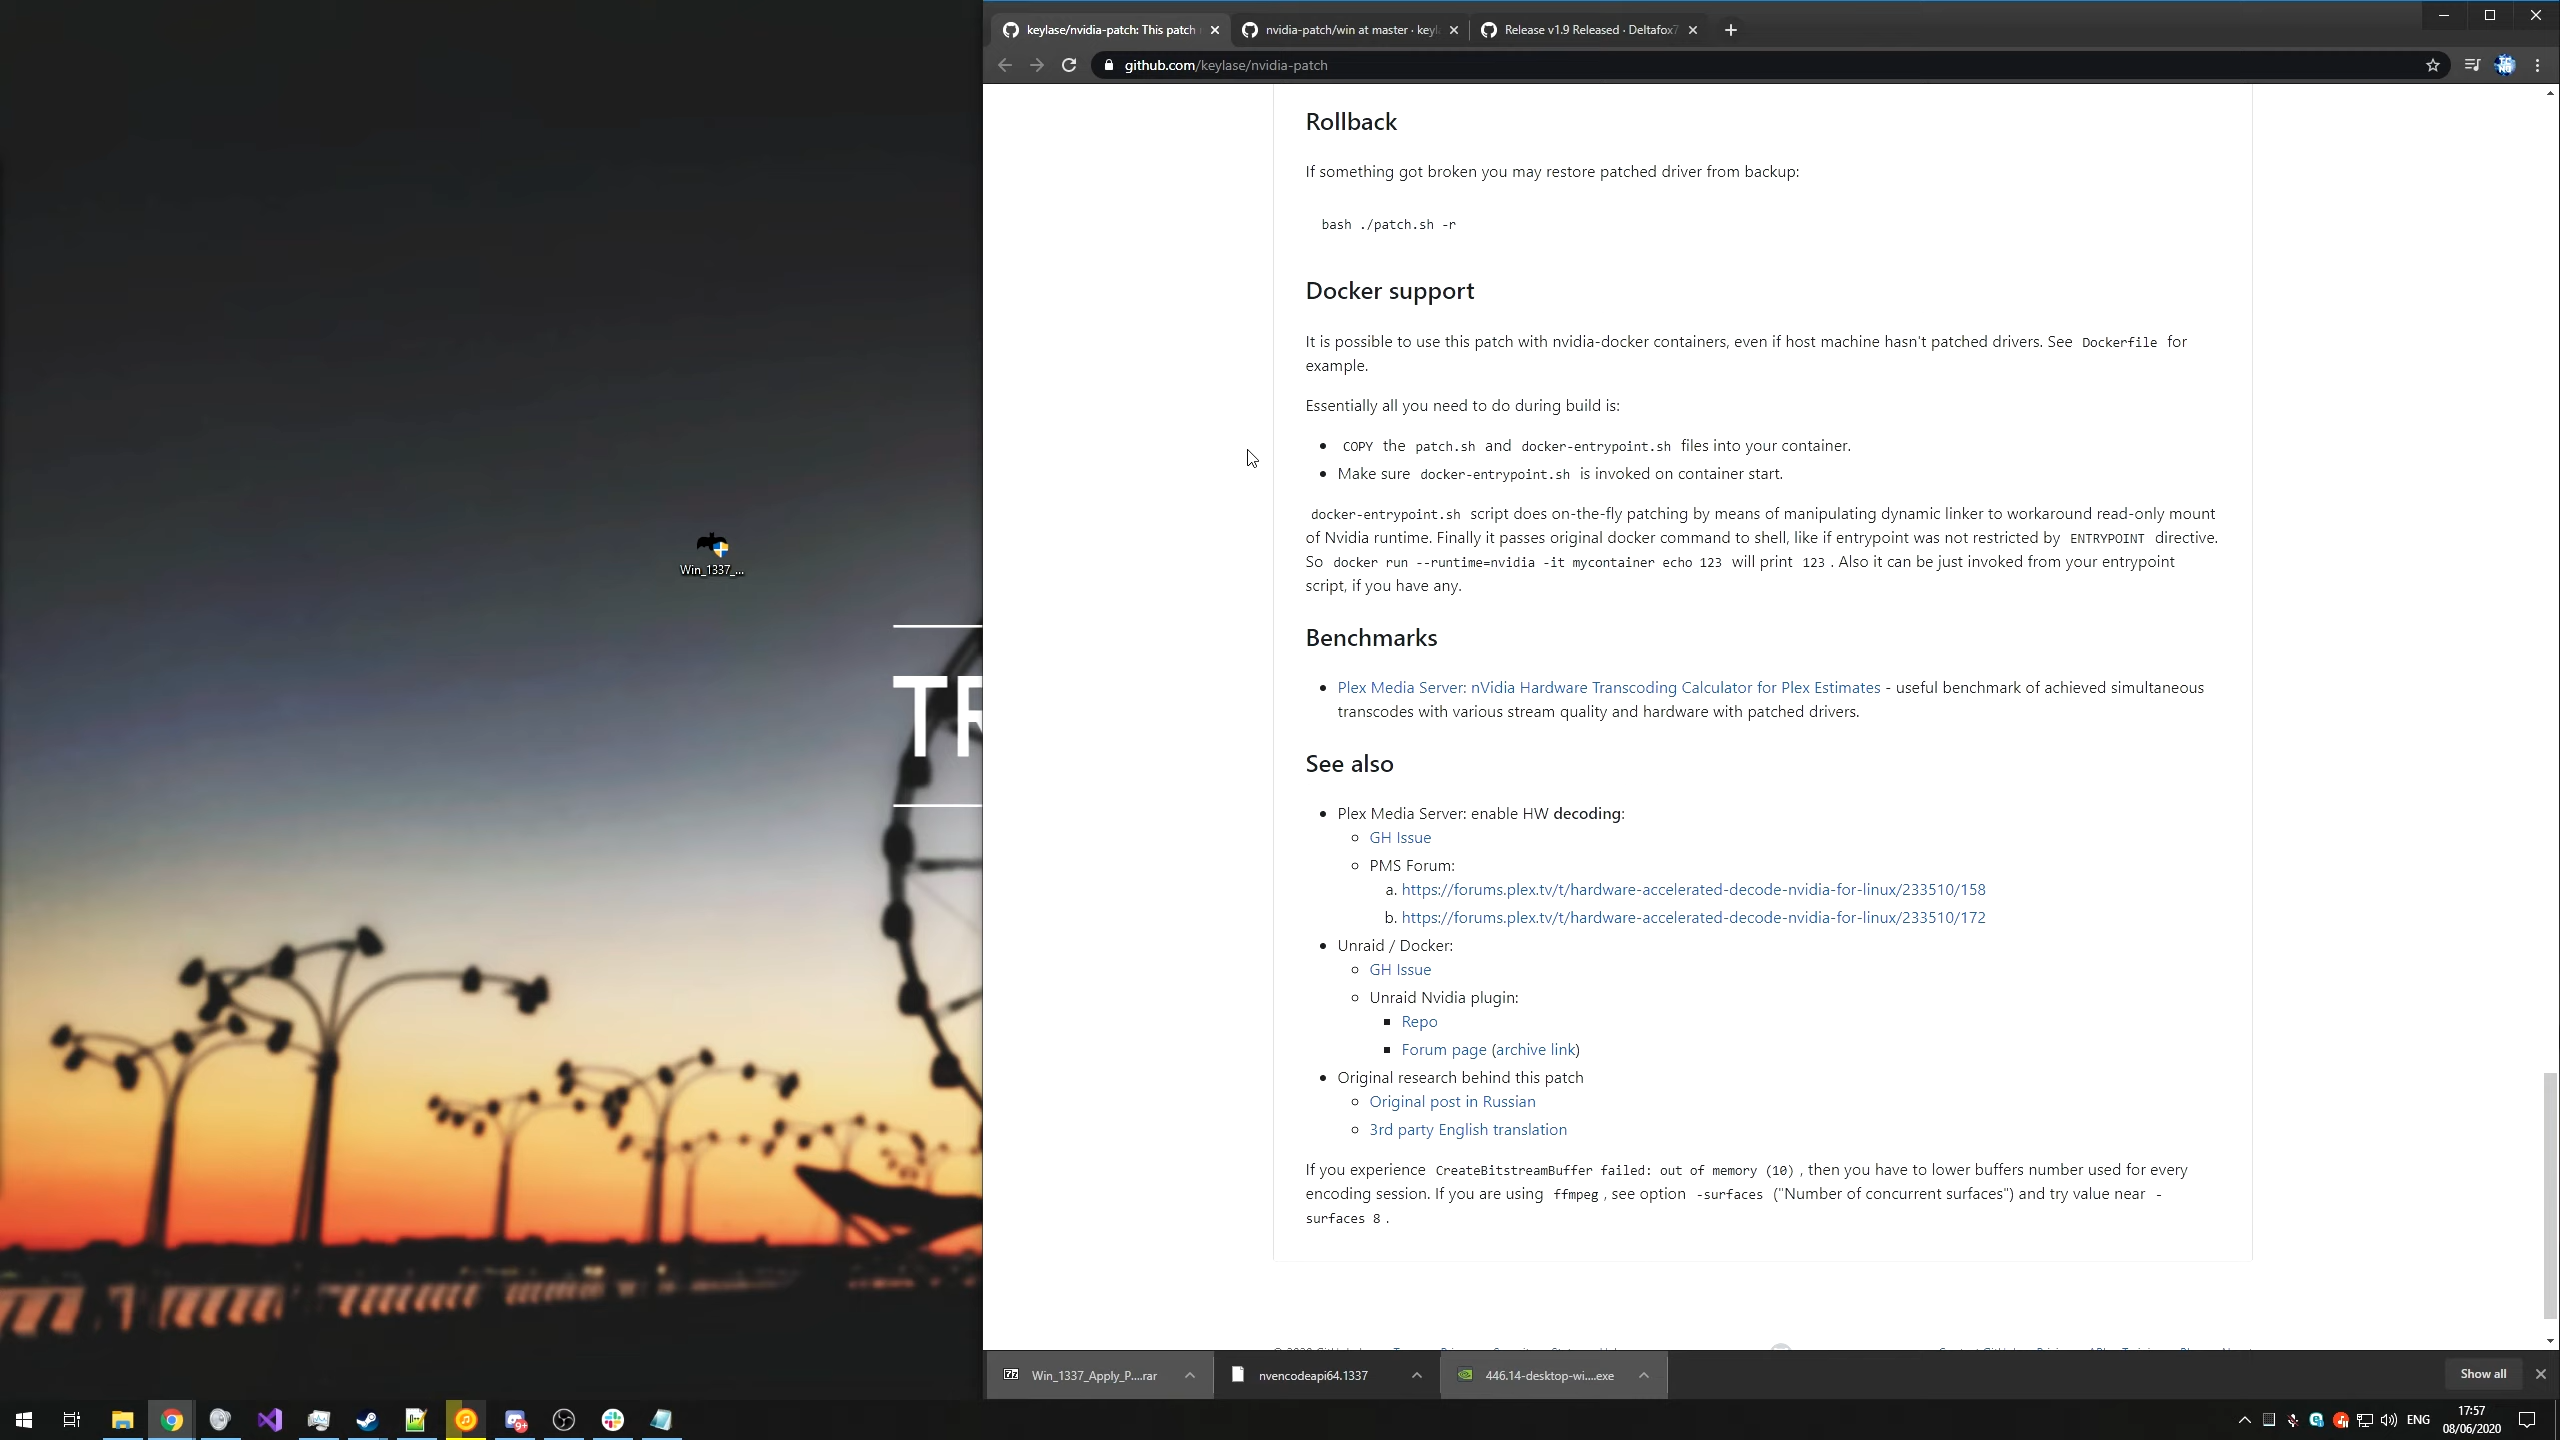 keylase/nvidia-patch: This patch
nvidia-patch/win at master · keyl
Release v1.9 Released · Deltafox7
github.com/keylase/nvidia-patch
Rollback
If something got broken you may restore patched driver from backup:
bash ./patch.sh -r
Docker support
It is possible to use this patch with nvidia-docker containers, even if host machine hasn't patched drivers. See Dockerfile for
example.
Essentially all you need to do during build is:
• COPY the patch.sh and docker-entrypoint.sh files into your container.
• Make sure docker-entrypoint.sh is invoked on container start.
docker-entrypoint.sh script does on-the-fly patching by means of manipulating dynamic linker to workaround read-only mount
of Nvidia runtime. Finally it passes original docker command to shell, like if entrypoint was not restricted by ENTRYPOINT directive.
So docker run --runtime=nvidia -it mycontainer echo 123 will print 123 . Also it can be just invoked from your entrypoint
script, if you have any.
Win_1337_...
Benchmarks
• Plex Media Server: nVidia Hardware Transcoding Calculator for Plex Estimates - useful benchmark of achieved simultaneous
transcodes with various stream quality and hardware with patched drivers.
TR
See also
• Plex Media Server: enable HW decoding:
GH Issue
PMS Forum:
a. https://forums.plex.tv/t/hardware-accelerated-decode-nvidia-for-linux/233510/158
b. https://forums.plex.tv/t/hardware-accelerated-decode-nvidia-for-linux/233510/172
• Unraid / Docker:
GH Issue
Unraid Nvidia plugin:
Repo
Forum page (archive link)
• Original research behind this patch
Original post in Russian
3rd party English translation
If you experience CreateBitstreamBuffer failed: out of memory (10) , then you have to lower buffers number used for every
encoding session. If you are using ffmpeg , see option -surfaces ("Number of concurrent surfaces") and try value near -
surfaces 8 .
Win_1337_Apply_P....rar
nvencodeapi64.1337
446.14-desktop-wi....exe
Show all
9+
ENG
17:57
08/06/2020